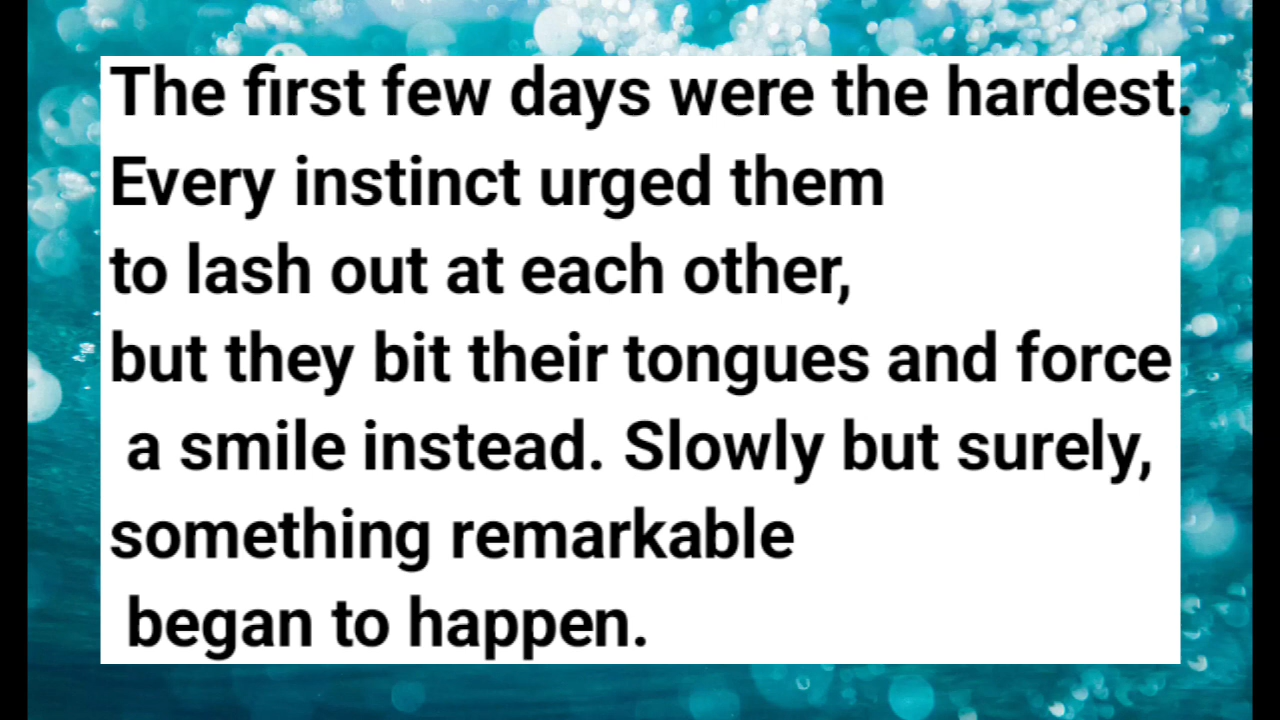 The first few days were the hardest.
Every instinct urged them
to lash out at each other,
but they bit their tongues and force
a smile instead. Slowly but surely,
something remarkable
began to happen.